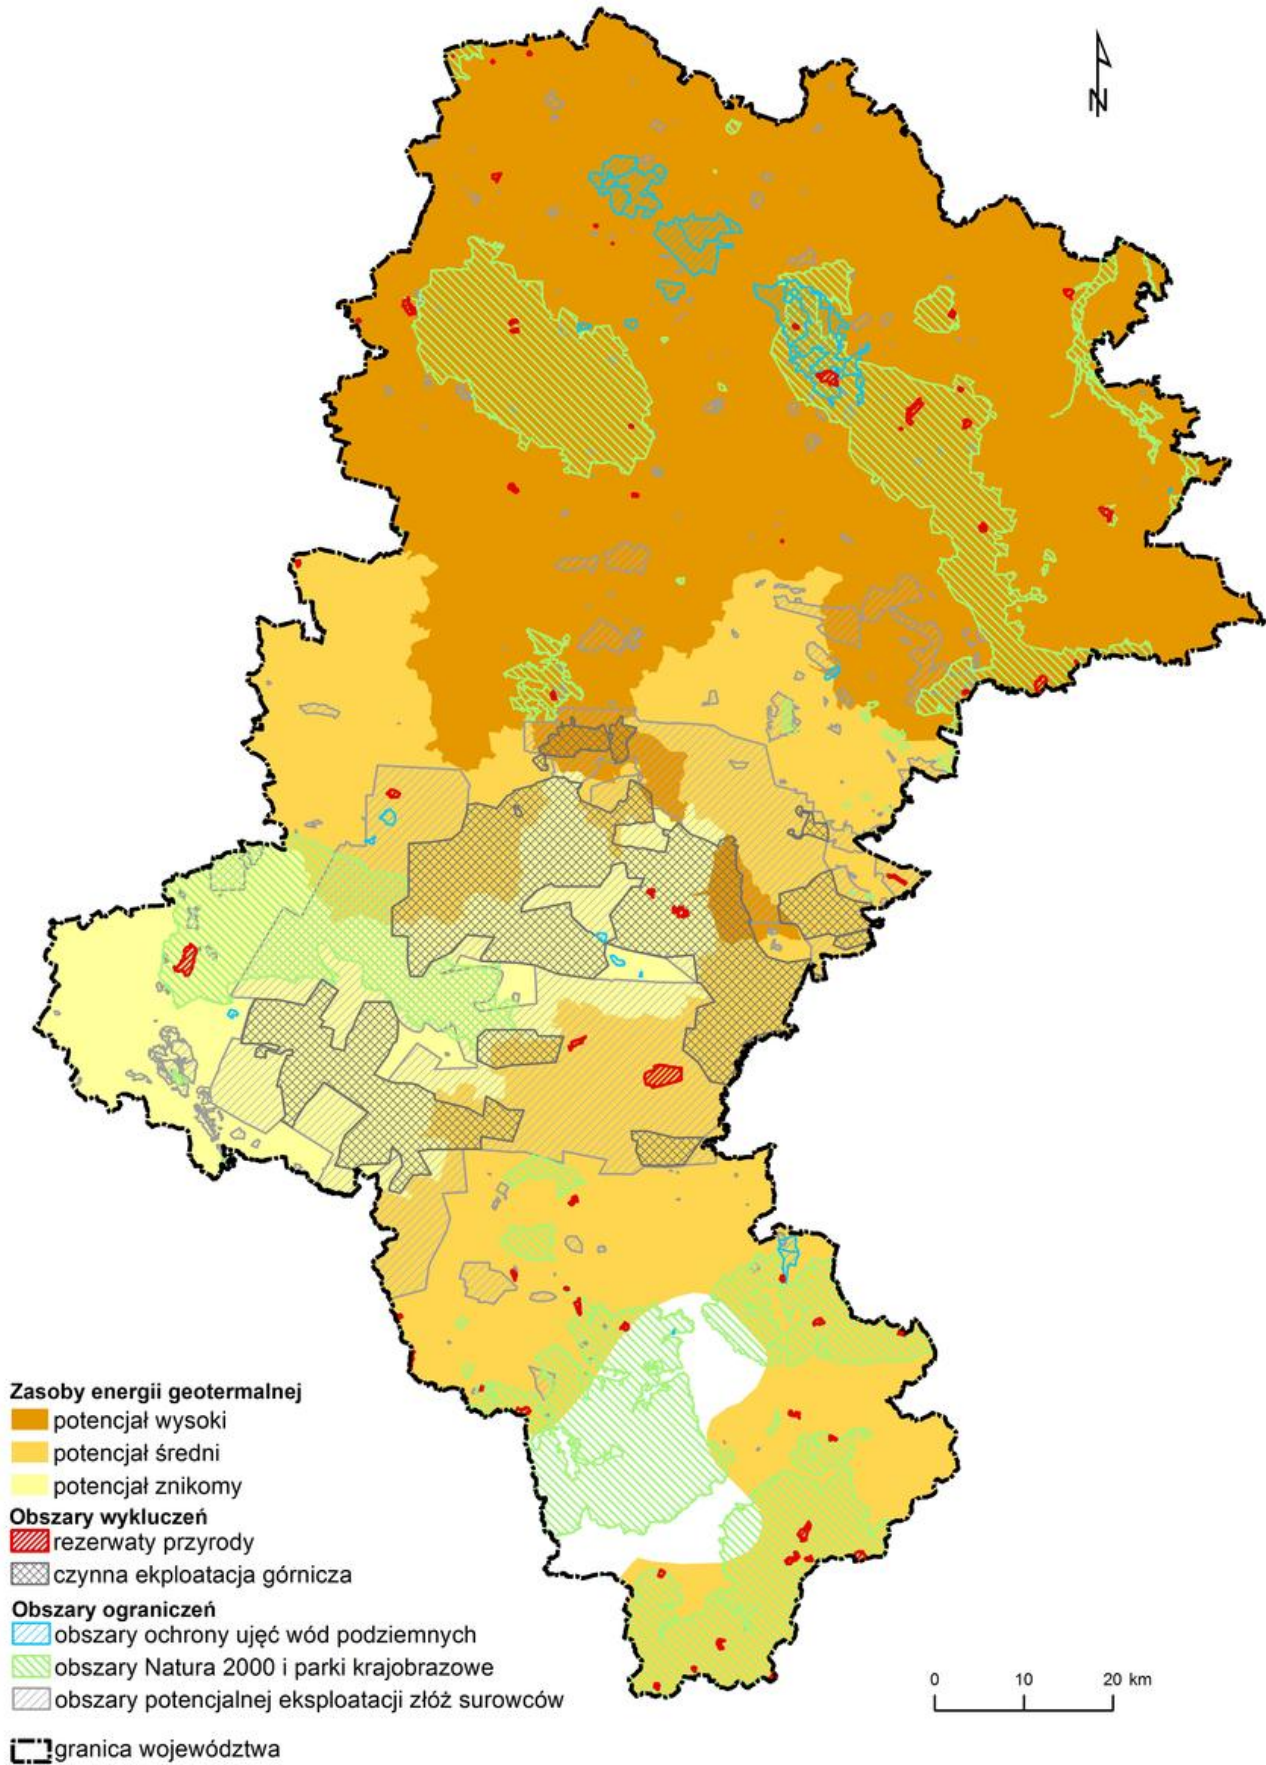 N
Zasoby energii geotermalnej
potencjał wysoki
potencjał średni
potencjał znikomy
Obszary wykluczeń
rezerwaty przyrody
czynna ekploatacja górnicza
Obszary ograniczeń
obszary ochrony ujęć wód podziemnych
obszary Natura 2000 i parki krajobrazowe
obszary potencjalnej eksploatacji złóż surowców
granica województwa
0 10 20 km